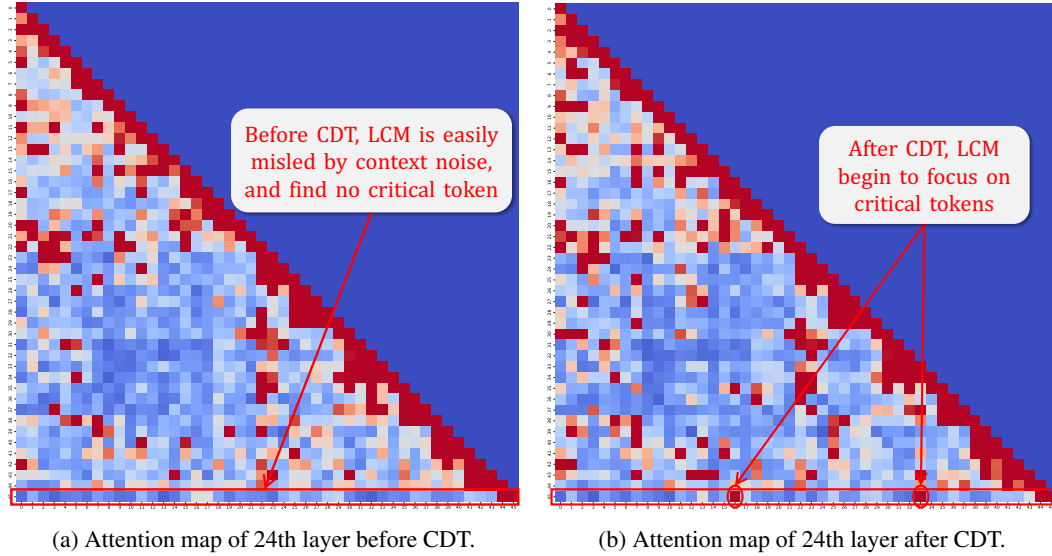 Before CDT, LCM is easily
misled by context noise,
and find no critical token
After CDT, LCM
begin to focus on
critical tokens
(a) Attention map of 24th layer before CDT.
(b) Attention map of 24th layer after CDT.